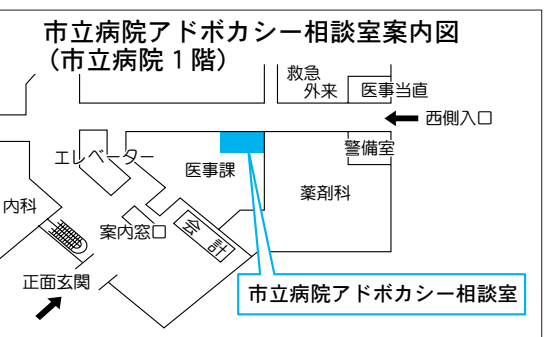 市立病院アドボカシー相談室案内図
（市立病院1階）
救急
外来
医事当直
西側入口
警備室
エレベーター
医事課
薬剤科
内科
案内窓口
会計
正面玄関
市立病院アドボカシー相談室